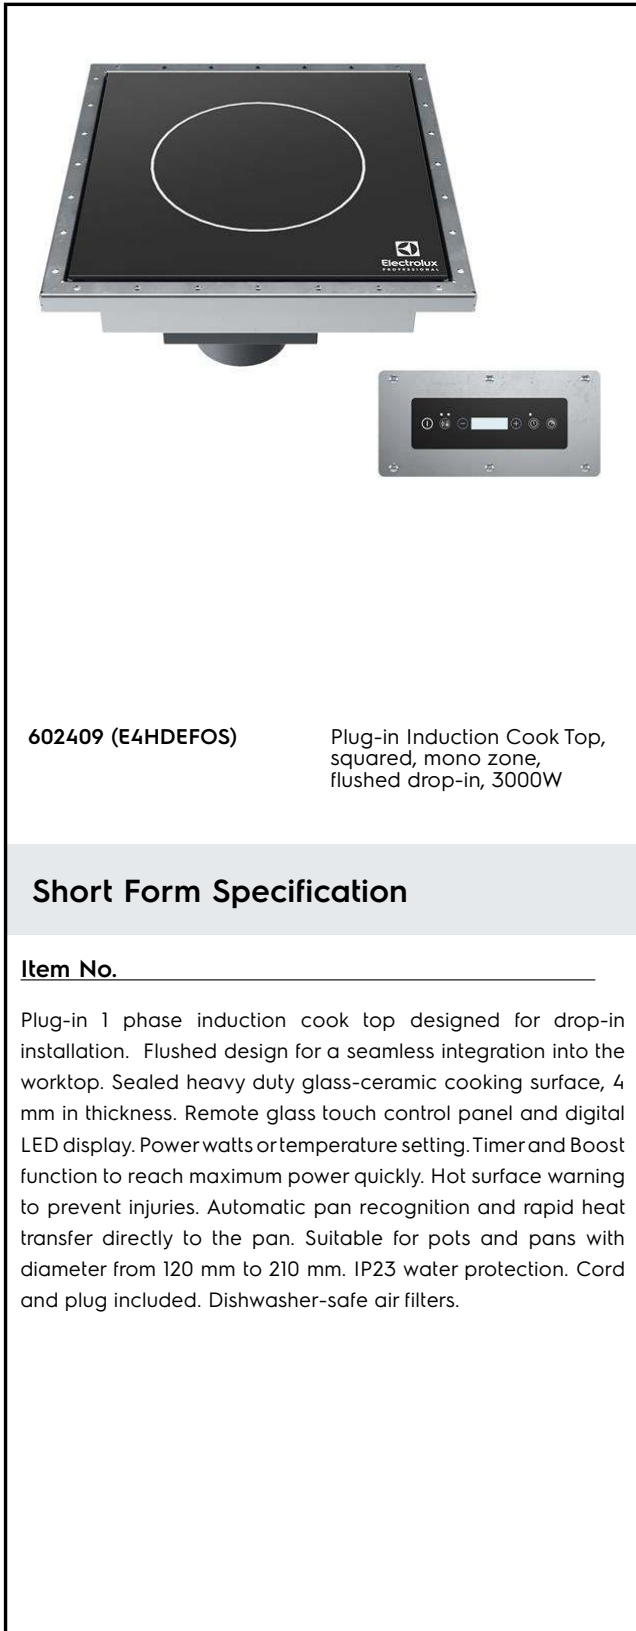 Electrolux
PROFESSIONAL
602409 (E4HDEFOS)
Plug-in Induction Cook Top,
squared, mono zone,
flushed drop-in, 3000W
Short Form Specification
Item No.
Plug-in 1 phase induction cook top designed for drop-in
installation. Flushed design for a seamless integration into the
worktop. Sealed heavy duty glass-ceramic cooking surface, 4
mm in thickness. Remote glass touch control panel and digital
LED display. Power watts or temperature setting. Timer and Boost
function to reach maximum power quickly. Hot surface warning
to prevent injuries. Automatic pan recognition and rapid heat
transfer directly to the pan. Suitable for pots and pans with
diameter from 120 mm to 210 mm. IP23 water protection. Cord
and plug included. Dishwasher-safe air filters.